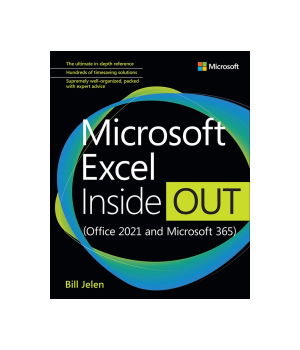 The ultimate in-depth reference
Hundreds of timesaving solutions
Supremely well-organized, packed
with expert advice
Microsoft
Microsoft
Excel
Inside OUT
(Office 2021 and Microsoft 365)
Bill Jelen